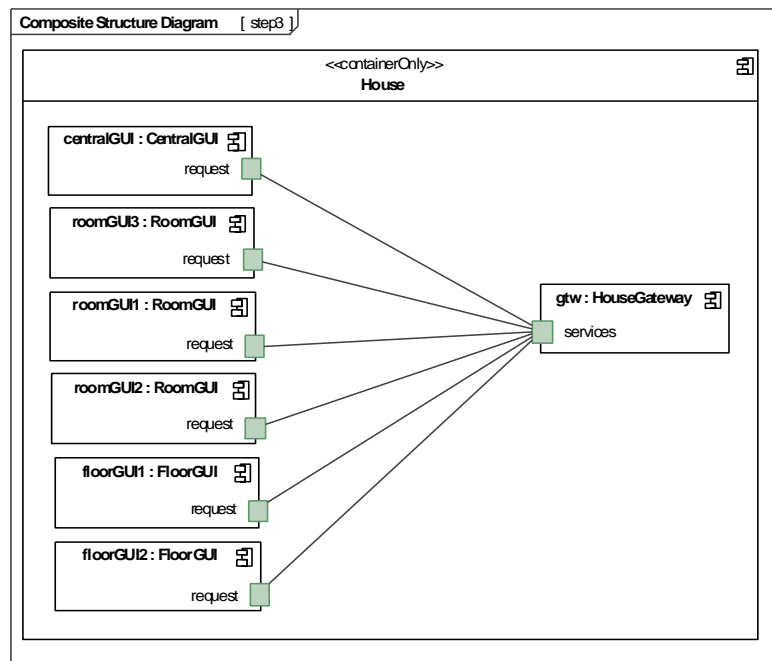 Composite Structure Diagram [ step3 ]
<<containerOnly>>
House
centralGUI : CentralGUI
request
roomGUI3 : RoomGUI
request
roomGUI1 : RoomGUI
request
roomGUI2 : RoomGUI
request
floorGUI1 : FloorGUI
request
floorGUI2 : FloorGUI
request
gtw : HouseGateway
services